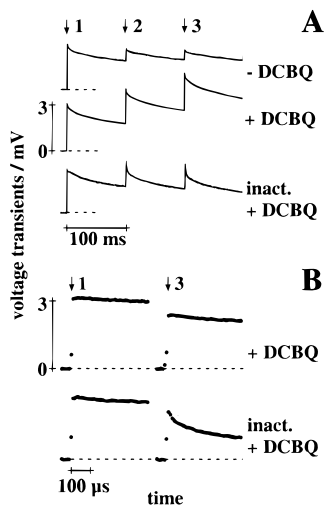 1 2 3 A
- DCBQ
3
+ DCBQ
0
inact.
+ DCBQ
100 ms
voltage transients / mV
1 3 B
3
+ DCBQ
0
inact.
+ DCBQ
100 µs
time